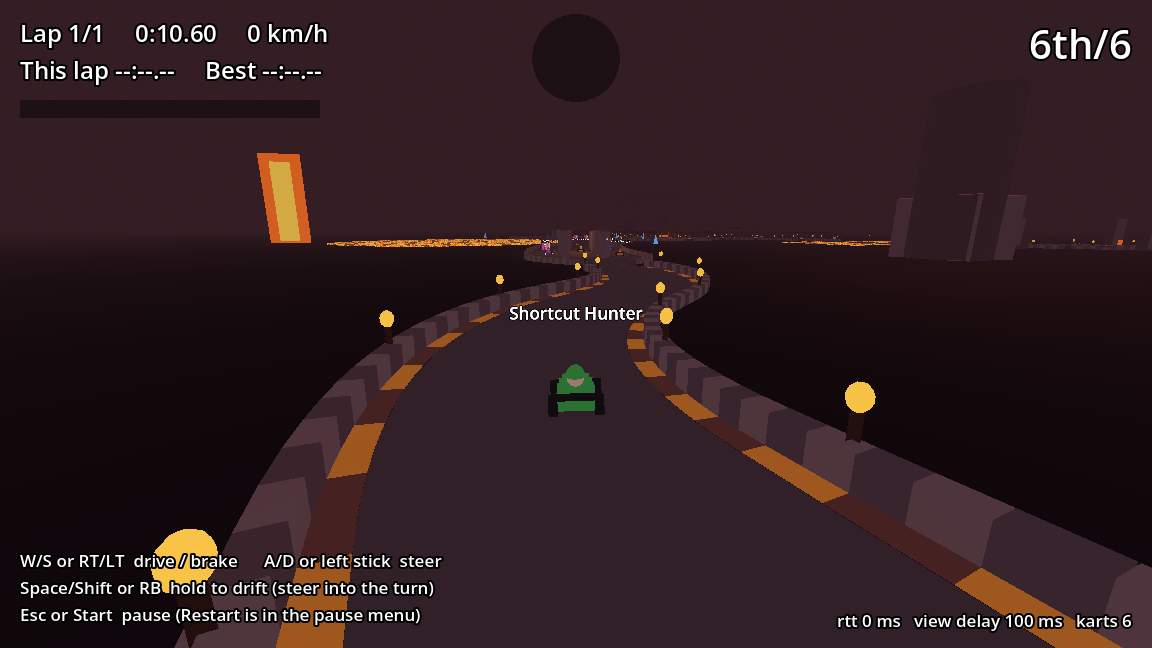 Lap 1/1 0:10.60 0 km/h
6th/6
This lap --:--.-- Best --:--.--
Shortcut Hunter
W/S or RT/LT drive / brake A/D or left stick steer
Space/Shift or RB hold to drift (steer into the turn)
Esc or Start pause (Restart is in the pause menu)
rtt 0 ms view delay 100 ms karts 6